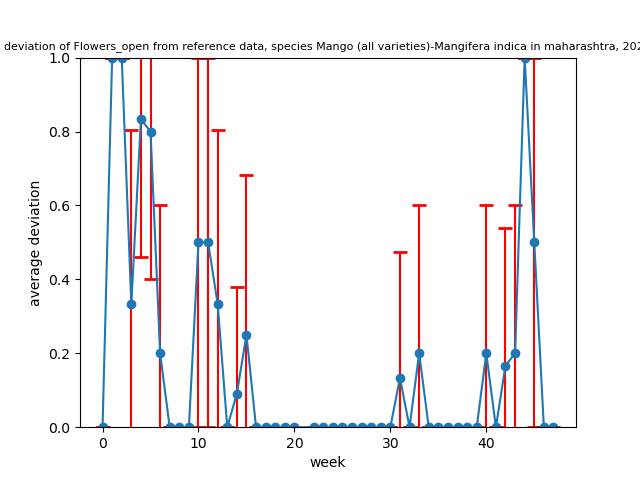 deviation of Flowers_open from reference data, species Mango (all varieties)-Mangifera indica in maharashtra, 202
1.0
0.8
0.6
0.4
0.2
0.0
average deviation
0 10 20 30 40
week